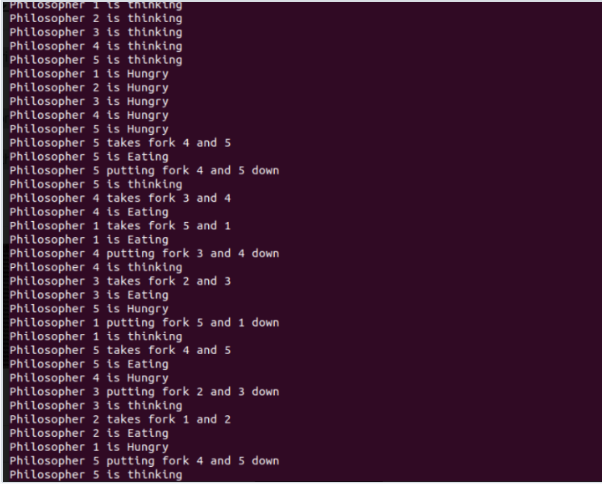 Philosopher 1 is thinking
Philosopher 2 is thinking
Philosopher 3 is thinking
Philosopher 4 is thinking
Philosopher 5 is thinking
Philosopher 1 is Hungry
Philosopher 2 is Hungry
Philosopher 3 is Hungry
Philosopher 4 is Hungry
Philosopher 5 is Hungry
Philosopher 5 takes fork 4 and 5
Philosopher 5 is Eating
Philosopher 5 putting fork 4 and 5 down
Philosopher 5 is thinking
Philosopher 4 takes fork 3 and 4
Philosopher 4 is Eating
Philosopher 1 takes fork 5 and 1
Philosopher 1 is Eating
Philosopher 4 putting fork 3 and 4 down
Philosopher 4 is thinking
Philosopher 3 takes fork 2 and 3
Philosopher 3 is Eating
Philosopher 5 is Hungry
Philosopher 1 putting fork 5 and 1 down
Philosopher 1 is thinking
Philosopher 5 takes fork 4 and 5
Philosopher 5 is Eating
Philosopher 4 is Hungry
Philosopher 3 putting fork 2 and 3 down
Philosopher 3 is thinking
Philosopher 2 takes fork 1 and 2
Philosopher 2 is Eating
Philosopher 1 is Hungry
Philosopher 5 putting fork 4 and 5 down
Philosopher 5 is thinking